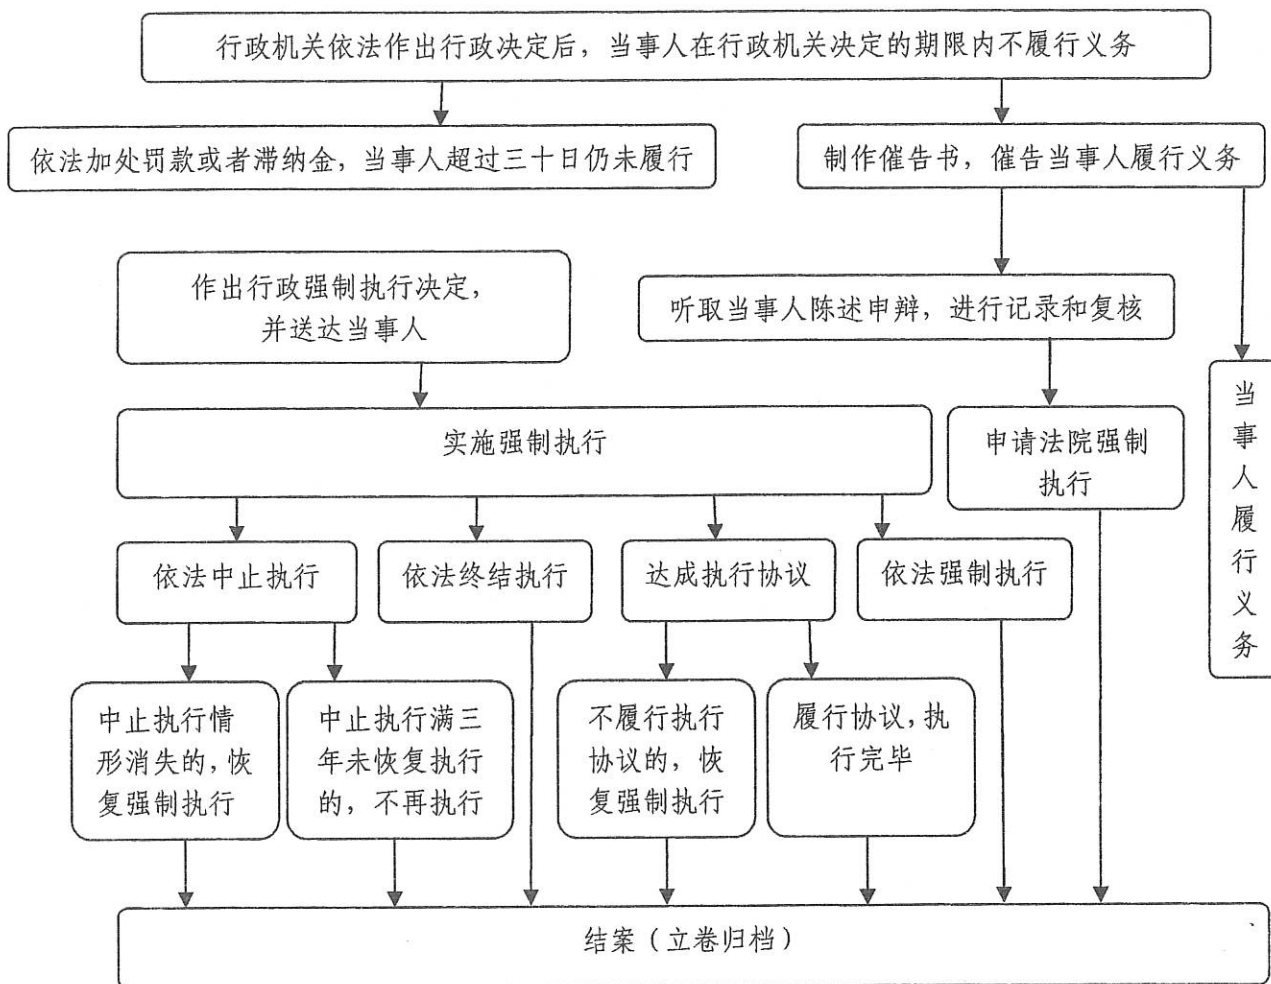 行政机关依法作出行政决定后，当事人在行政机关决定的期限内不履行义务
依法加处罚款或者滞纳金，当事人超过三十日仍未履行
制作催告书，催告当事人履行义务
作出行政强制执行决定，
并送达当事人
听取当事人陈述申辩，进行记录和复核
当事人履行义务
实施强制执行
申请法院强制
执行
依法中止执行
依法终结执行
达成执行协议
依法强制执行
中止执行情
形消失的，恢
复强制执行
中止执行满三
年未恢复执行
的，不再执行
不履行执行
协议的，恢
复强制执行
履行协议，执
行完毕
结案（立卷归档）